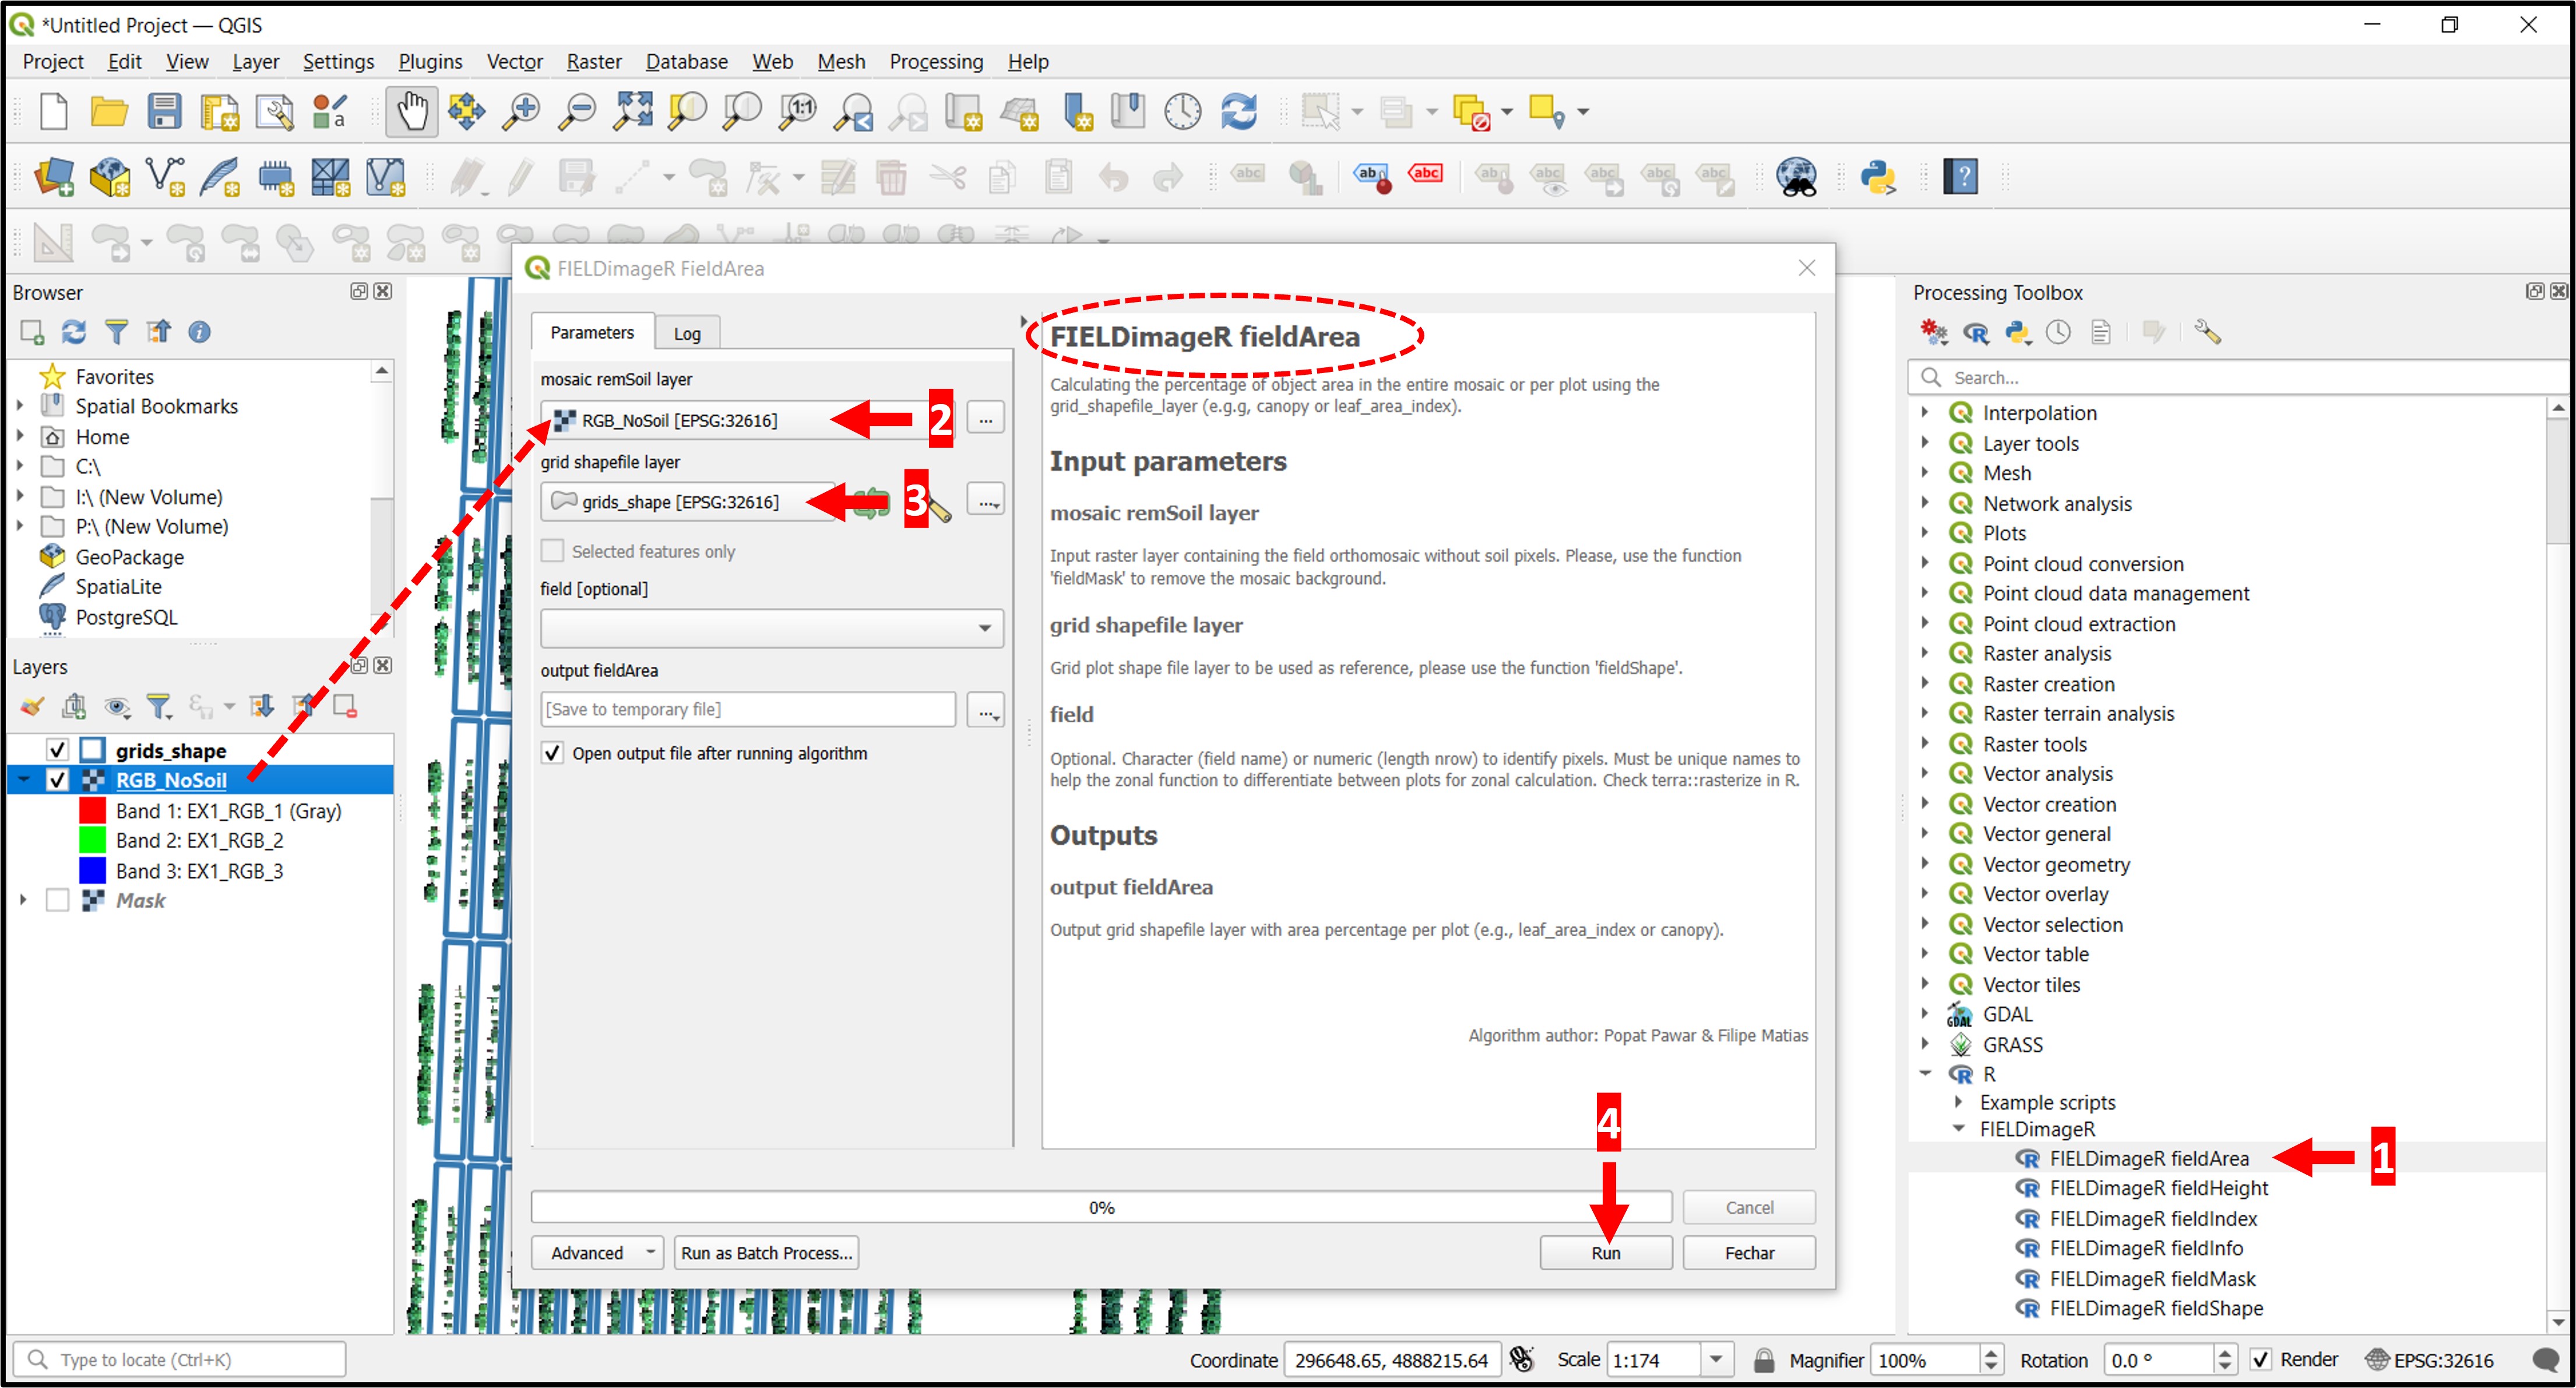 *Untitled Project — QGIS
Project Edit View Layer Settings Plugins Vector Raster Database Web Mesh Processing Help
Browser
Favorites
Spatial Bookmarks
Home
C:\
I:\ (New Volume)
P:\ (New Volume)
GeoPackage
SpatiaLite
PostgreSQL
Layers
grids_shape
RGB_NoSoil
Band 1: EX1_RGB_1 (Gray)
Band 2: EX1_RGB_2
Band 3: EX1_RGB_3
Mask
FIELDimageR FieldArea
Parameters Log
mosaic remSoil layer
RGB_NoSoil [EPSG:32616] 2 ...
grid shapefile layer
grids_shape [EPSG:32616] 3 ...
Selected features only
field [optional]
output fieldArea
[Save to temporary file] ...
Open output file after running algorithm
FIELDimageR fieldArea
Calculating the percentage of object area in the entire mosaic or per plot using the
grid_shapefile_layer (e.g.g, canopy or leaf_area_index).
Input parameters
mosaic remSoil layer
Input raster layer containing the field orthomosaic without soil pixels. Please, use the function
'fieldMask' to remove the mosaic background.
grid shapefile layer
Grid plot shape file layer to be used as reference, please use the function 'fieldShape'.
field
Optional. Character (field name) or numeric (length nrow) to identify pixels. Must be unique names to
help the zonal function to differentiate between plots for zonal calculation. Check terra::rasterize in R.
Outputs
output fieldArea
Output grid shapefile layer with area percentage per plot (e.g., leaf_area_index or canopy).
Algorithm author: Popat Pawar & Filipe Matias
4
0% Cancel
Advanced Run as Batch Process... Run Fechar
Processing Toolbox
Search...
Interpolation
Layer tools
Mesh
Network analysis
Plots
Point cloud conversion
Point cloud data management
Point cloud extraction
Raster analysis
Raster creation
Raster terrain analysis
Raster tools
Vector analysis
Vector creation
Vector general
Vector geometry
Vector overlay
Vector selection
Vector table
Vector tiles
GDAL
GRASS
R
Example scripts
FIELDimageR
FIELDimageR fieldArea 1
FIELDimageR fieldHeight
FIELDimageR fieldIndex
FIELDimageR fieldInfo
FIELDimageR fieldMask
FIELDimageR fieldShape
Type to locate (Ctrl+K) Coordinate 296648.65, 4888215.64 Scale 1:174 Magnifier 100% Rotation 0.0 ° Render EPSG:32616